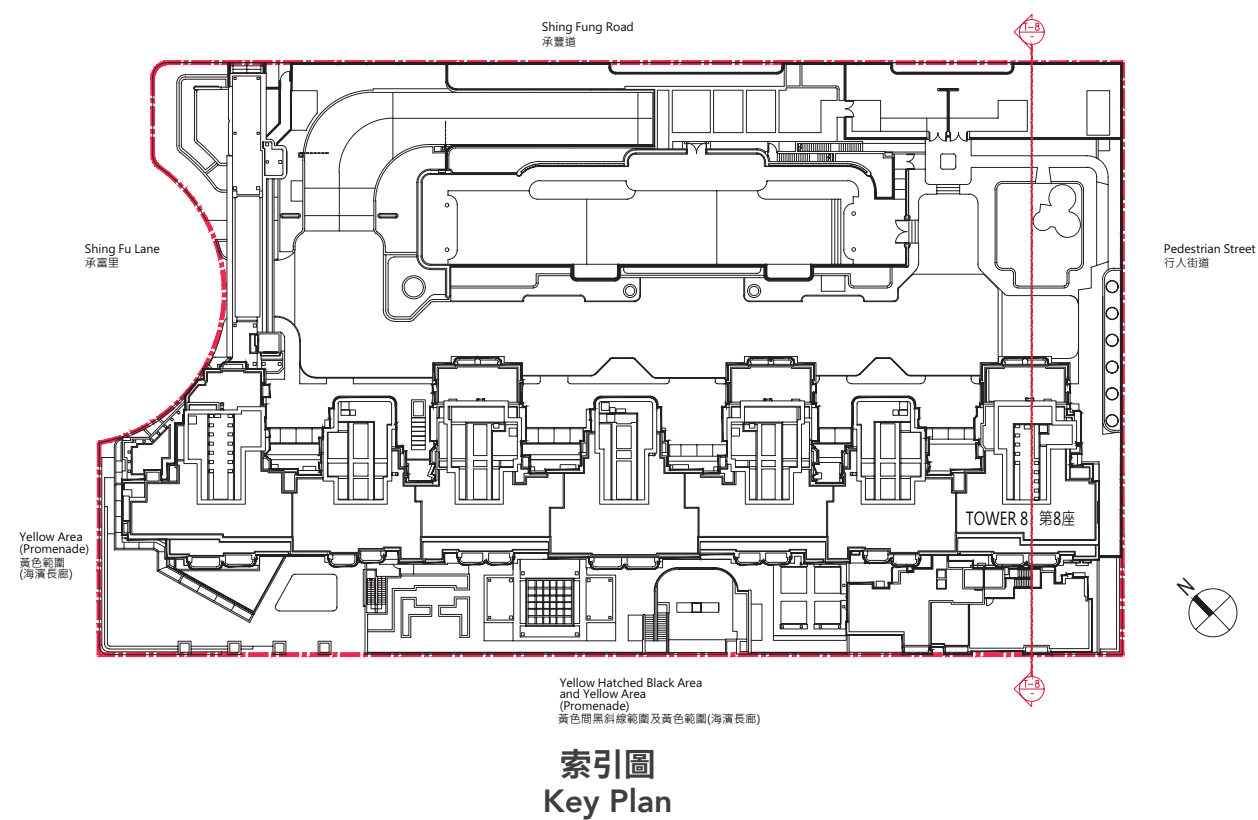 Shing Fung Road
承豐道
T-8
-
Shing Fu Lane
承富里
Pedestrian Street
行人街道
TOWER 8 第8座
Yellow Area
(Promenade)
黃色範圍
(海濱長廊)
N
T-8
-
Yellow Hatched Black Area
and Yellow Area
(Promenade)
黃色間黑斜線範圍及黃色範圍(海濱長廊)
索引圖
Key Plan